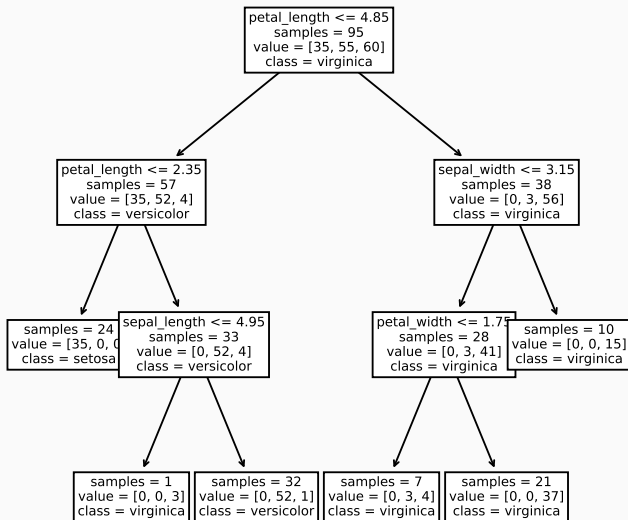 petal_length <= 4.85
samples = 95
value = [35, 55, 60]
class = virginica
petal_length <= 2.35
samples = 57
value = [35, 52, 4]
class = versicolor
sepal_width <= 3.15
samples = 38
value = [0, 3, 56]
class = virginica
samples = 24
value = [35, 0, 0
class = setosa
sepal_length <= 4.95
samples = 33
value = [0, 52, 4]
class = versicolor
petal_width <= 1.75
samples = 28
value = [0, 3, 41]
class = virginica
samples = 10
value = [0, 0, 15]
class = virginica
samples = 1
value = [0, 0, 3]
class = virginica
samples = 32
value = [0, 52, 1]
class = versicolor
samples = 7
value = [0, 3, 4]
class = virginica
samples = 21
value = [0, 0, 37]
class = virginica